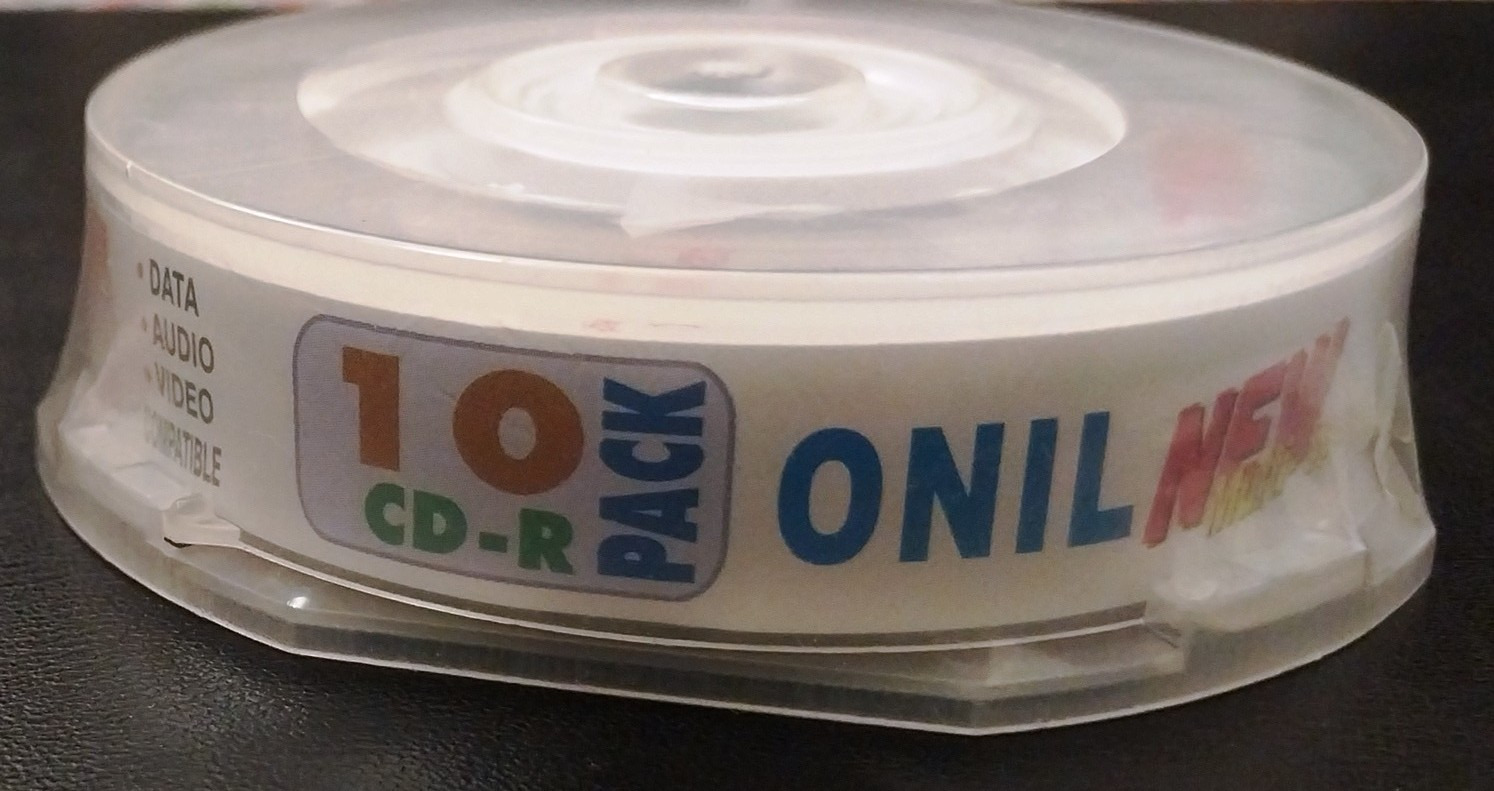 • DATA
• AUDIO
• VIDEO
COMPATIBLE
10
CD-R
PACK
ONIL
NEW